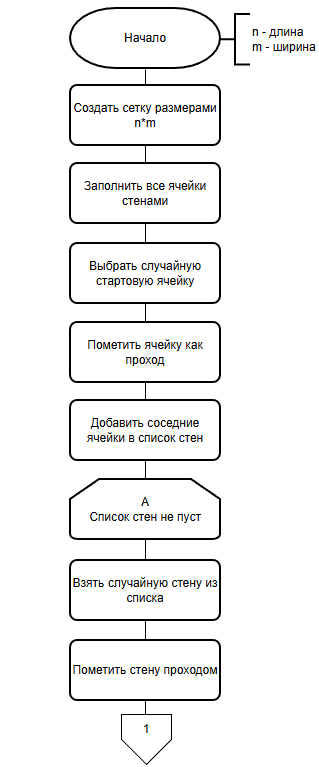 Начало
n - длина
m - ширина
Создать сетку размерами
n*m
Заполнить все ячейки
стенами
Выбрать случайную
стартовую ячейку
Пометить ячейку как
проход
Добавить соседние
ячейки в список стен
А
Список стен не пуст
Взять случайную стену из
списка
Пометить стену проходом
1